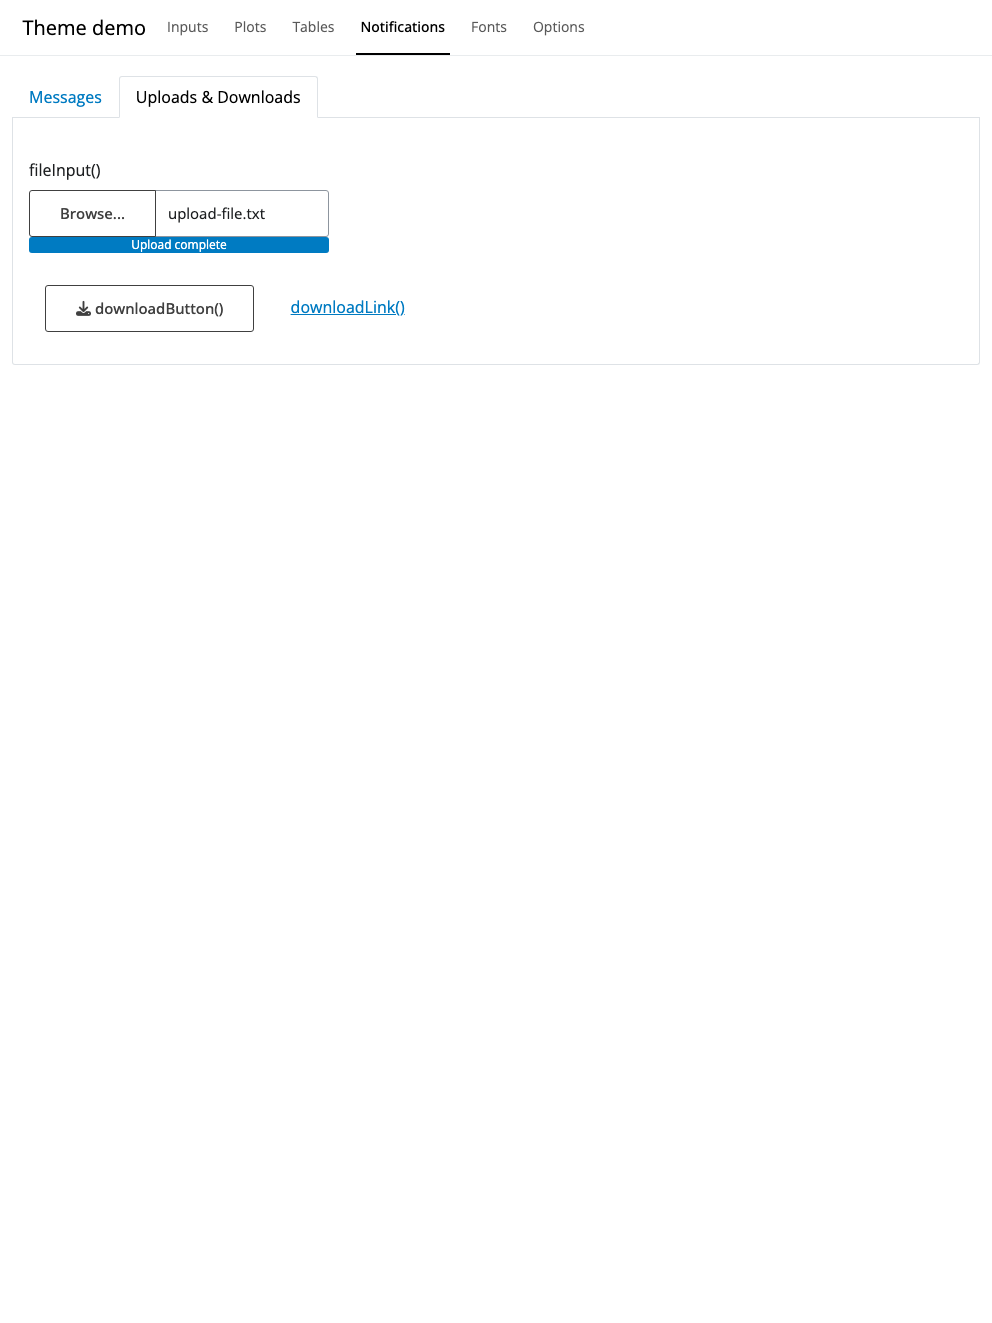 Theme demo Inputs Plots Tables Notifications Fonts Options
Messages Uploads & Downloads
fileInput()
Browse... upload-file.txt
Upload complete
downloadButton() downloadLink()